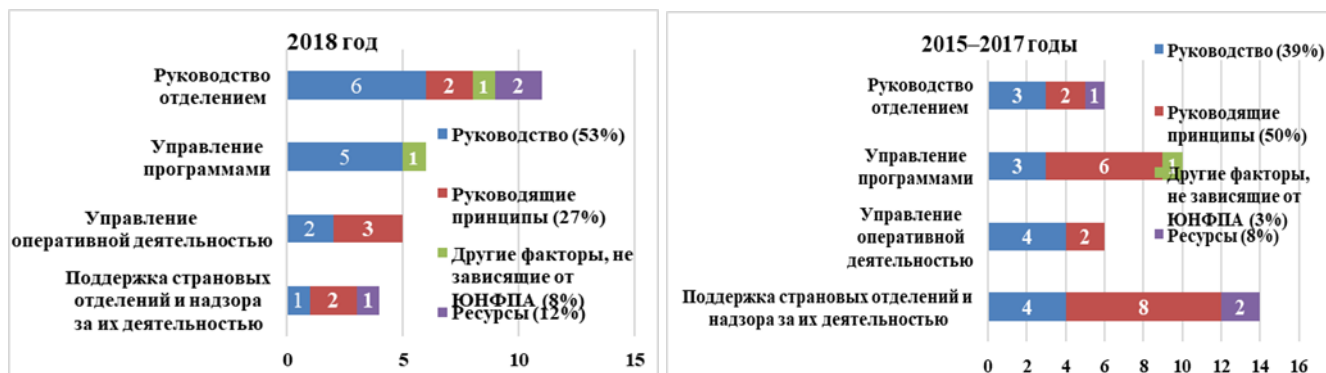 2018 год
Руководство
отделением
6 2 1 2
Руководство (53%)
Управление
программами
5 1
Руководящие
принципы (27%)
Управление
оперативной деятельностью
2 3
Другие факторы, не
зависящие от
ЮНФПА (8%)
Ресурсы (12%)
Поддержка страновых
отделений и надзора
за их деятельностью
1 2 1
0 5 10 15
2015–2017 годы
Руководство (39%)
Руководство
отделением
3 2 1
Руководящие
принципы (50%)
Управление
программами
3 6 1
Другие факторы,
не зависящие от
ЮНФПА (3%)
Ресурсы (8%)
Управление
оперативной
деятельностью
4 2
Поддержка страновых отделений и
надзора за их деятельностью
4 8 2
0 2 4 6 8 10 12 14 16